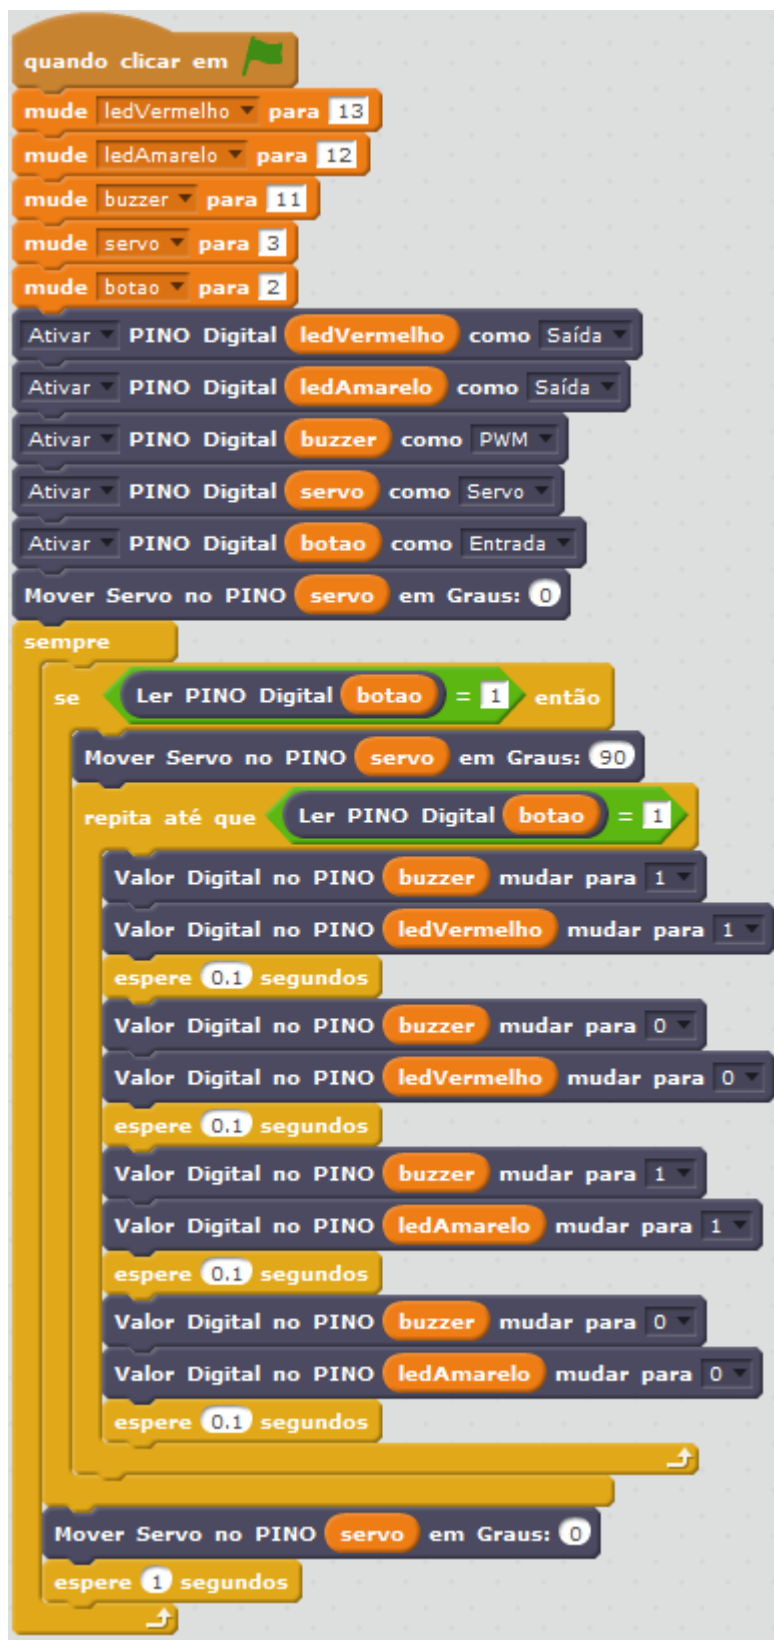 quando clicar em
mude ledVermelho para 13
mude ledAmarelo para 12
mude buzzer para 11
mude servo para 3
mude botao para 2
Ativar PINO Digital ledVermelho como Saída
Ativar PINO Digital ledAmarelo como Saída
Ativar PINO Digital buzzer como PWM
Ativar PINO Digital servo como Servo
Ativar PINO Digital botao como Entrada
Mover Servo no PINO servo em Graus: 0
sempre
se Ler PINO Digital botao = 1 então
Mover Servo no PINO servo em Graus: 90
repita até que Ler PINO Digital botao = 1
Valor Digital no PINO buzzer mudar para 1
Valor Digital no PINO ledVermelho mudar para 1
espere 0.1 segundos
Valor Digital no PINO buzzer mudar para 0
Valor Digital no PINO ledVermelho mudar para 0
espere 0.1 segundos
Valor Digital no PINO buzzer mudar para 1
Valor Digital no PINO ledAmarelo mudar para 1
espere 0.1 segundos
Valor Digital no PINO buzzer mudar para 0
Valor Digital no PINO ledAmarelo mudar para 0
espere 0.1 segundos
Mover Servo no PINO servo em Graus: 0
espere 1 segundos